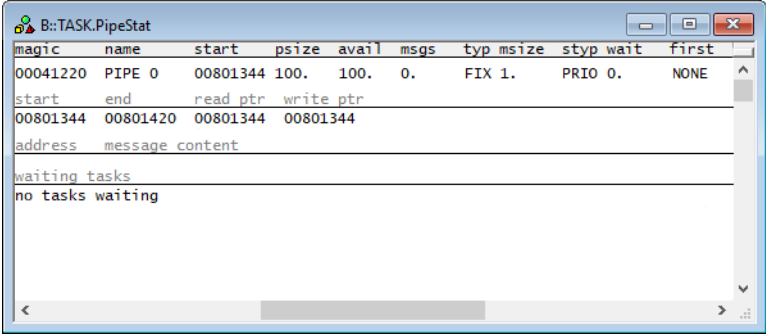 B::TASK.PipeStat
magic name start psize avail msgs typ msize styp wait first
00041220 PIPE 0 00801344 100. 100. 0. FIX 1. PRIO 0. NONE
start end read ptr write ptr
00801344 00801420 00801344 00801344
address message content
waiting tasks
no tasks waiting